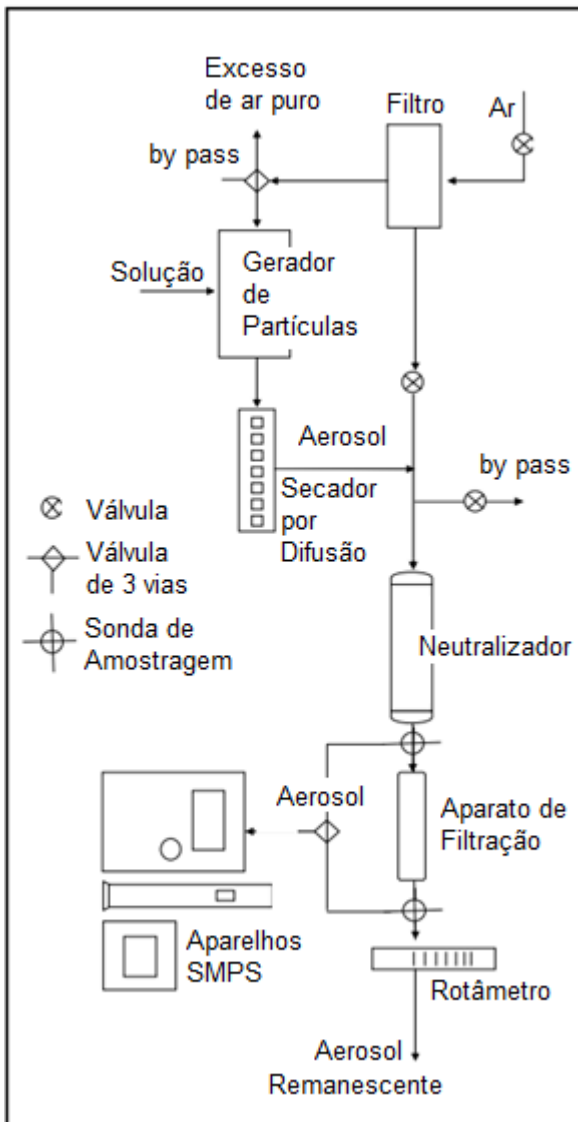 Excesso
de ar puro
Filtro
Ar
by pass
Solução
Gerador
de
Partículas
Aerosol
by pass
Secador
por
Difusão
Válvula
Válvula
de 3 vias
Sonda de
Amostragem
Neutralizador
Aerosol
Aparato de
Filtração
Aparelhos
SMPS
Rotâmetro
Aerosol
Remanescente